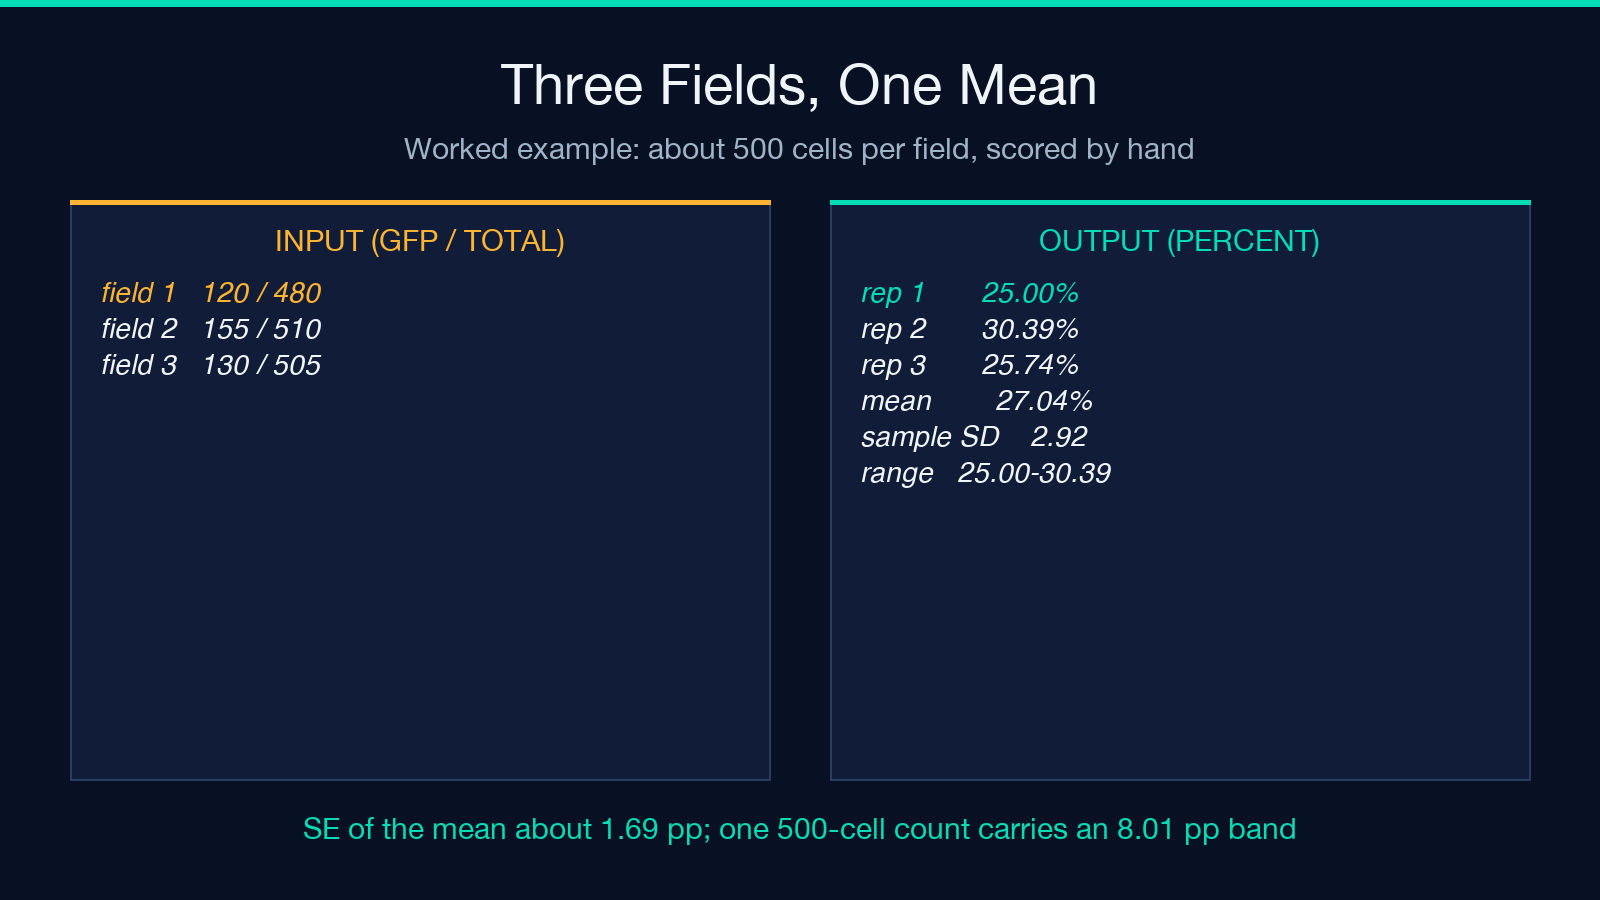 Three Fields, One Mean
Worked example: about 500 cells per field, scored by hand
INPUT (GFP / TOTAL)
field 1 120 / 480
field 2 155 / 510
field 3 130 / 505
OUTPUT (PERCENT)
rep 1 25.00%
rep 2 30.39%
rep 3 25.74%
mean 27.04%
sample SD 2.92
range 25.00-30.39
SE of the mean about 1.69 pp; one 500-cell count carries an 8.01 pp band